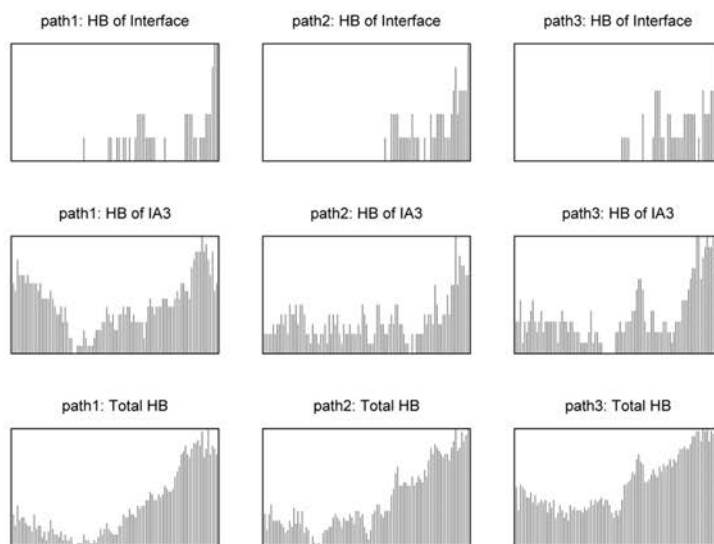 path1: HB of Interface
path2: HB of Interface
path3: HB of Interface
path1: HB of IA3
path2: HB of IA3
path3: HB of IA3
path1: Total HB
path2: Total HB
path3: Total HB